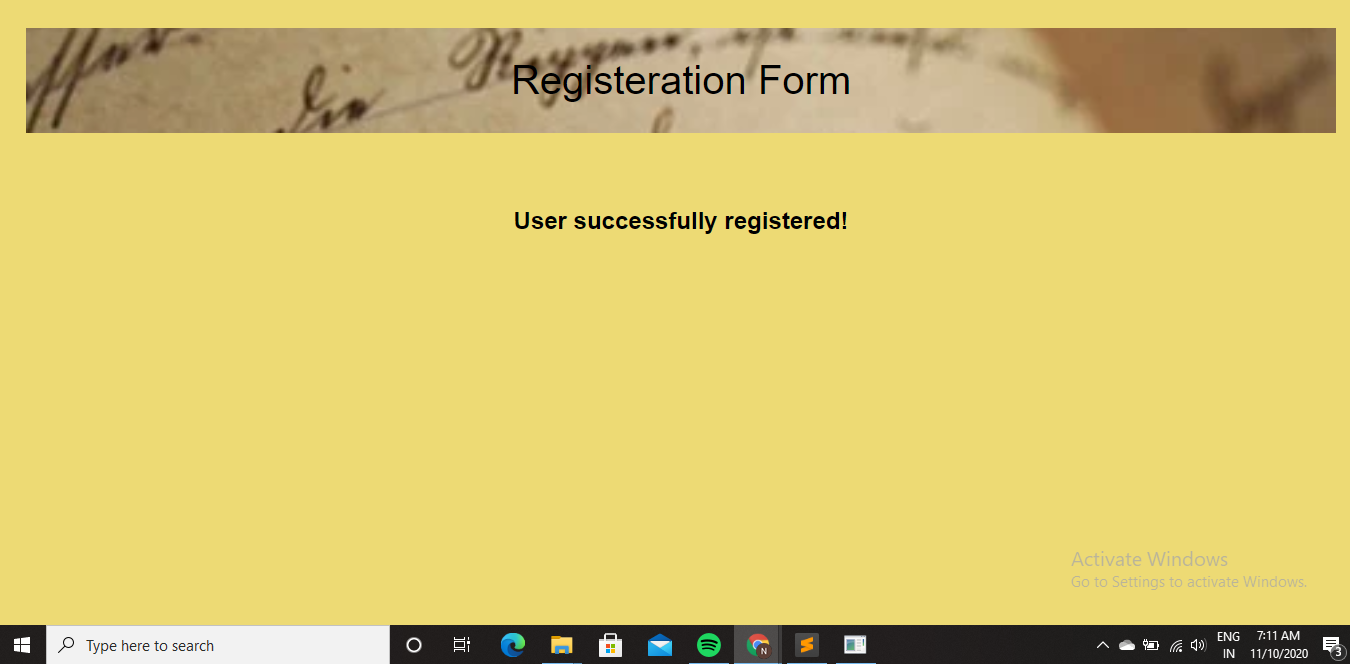 Registeration Form
User successfully registered!
Activate Windows
Go to Settings to activate Windows.
Type here to search
N
ENG
IN
7:11 AM
11/10/2020
3